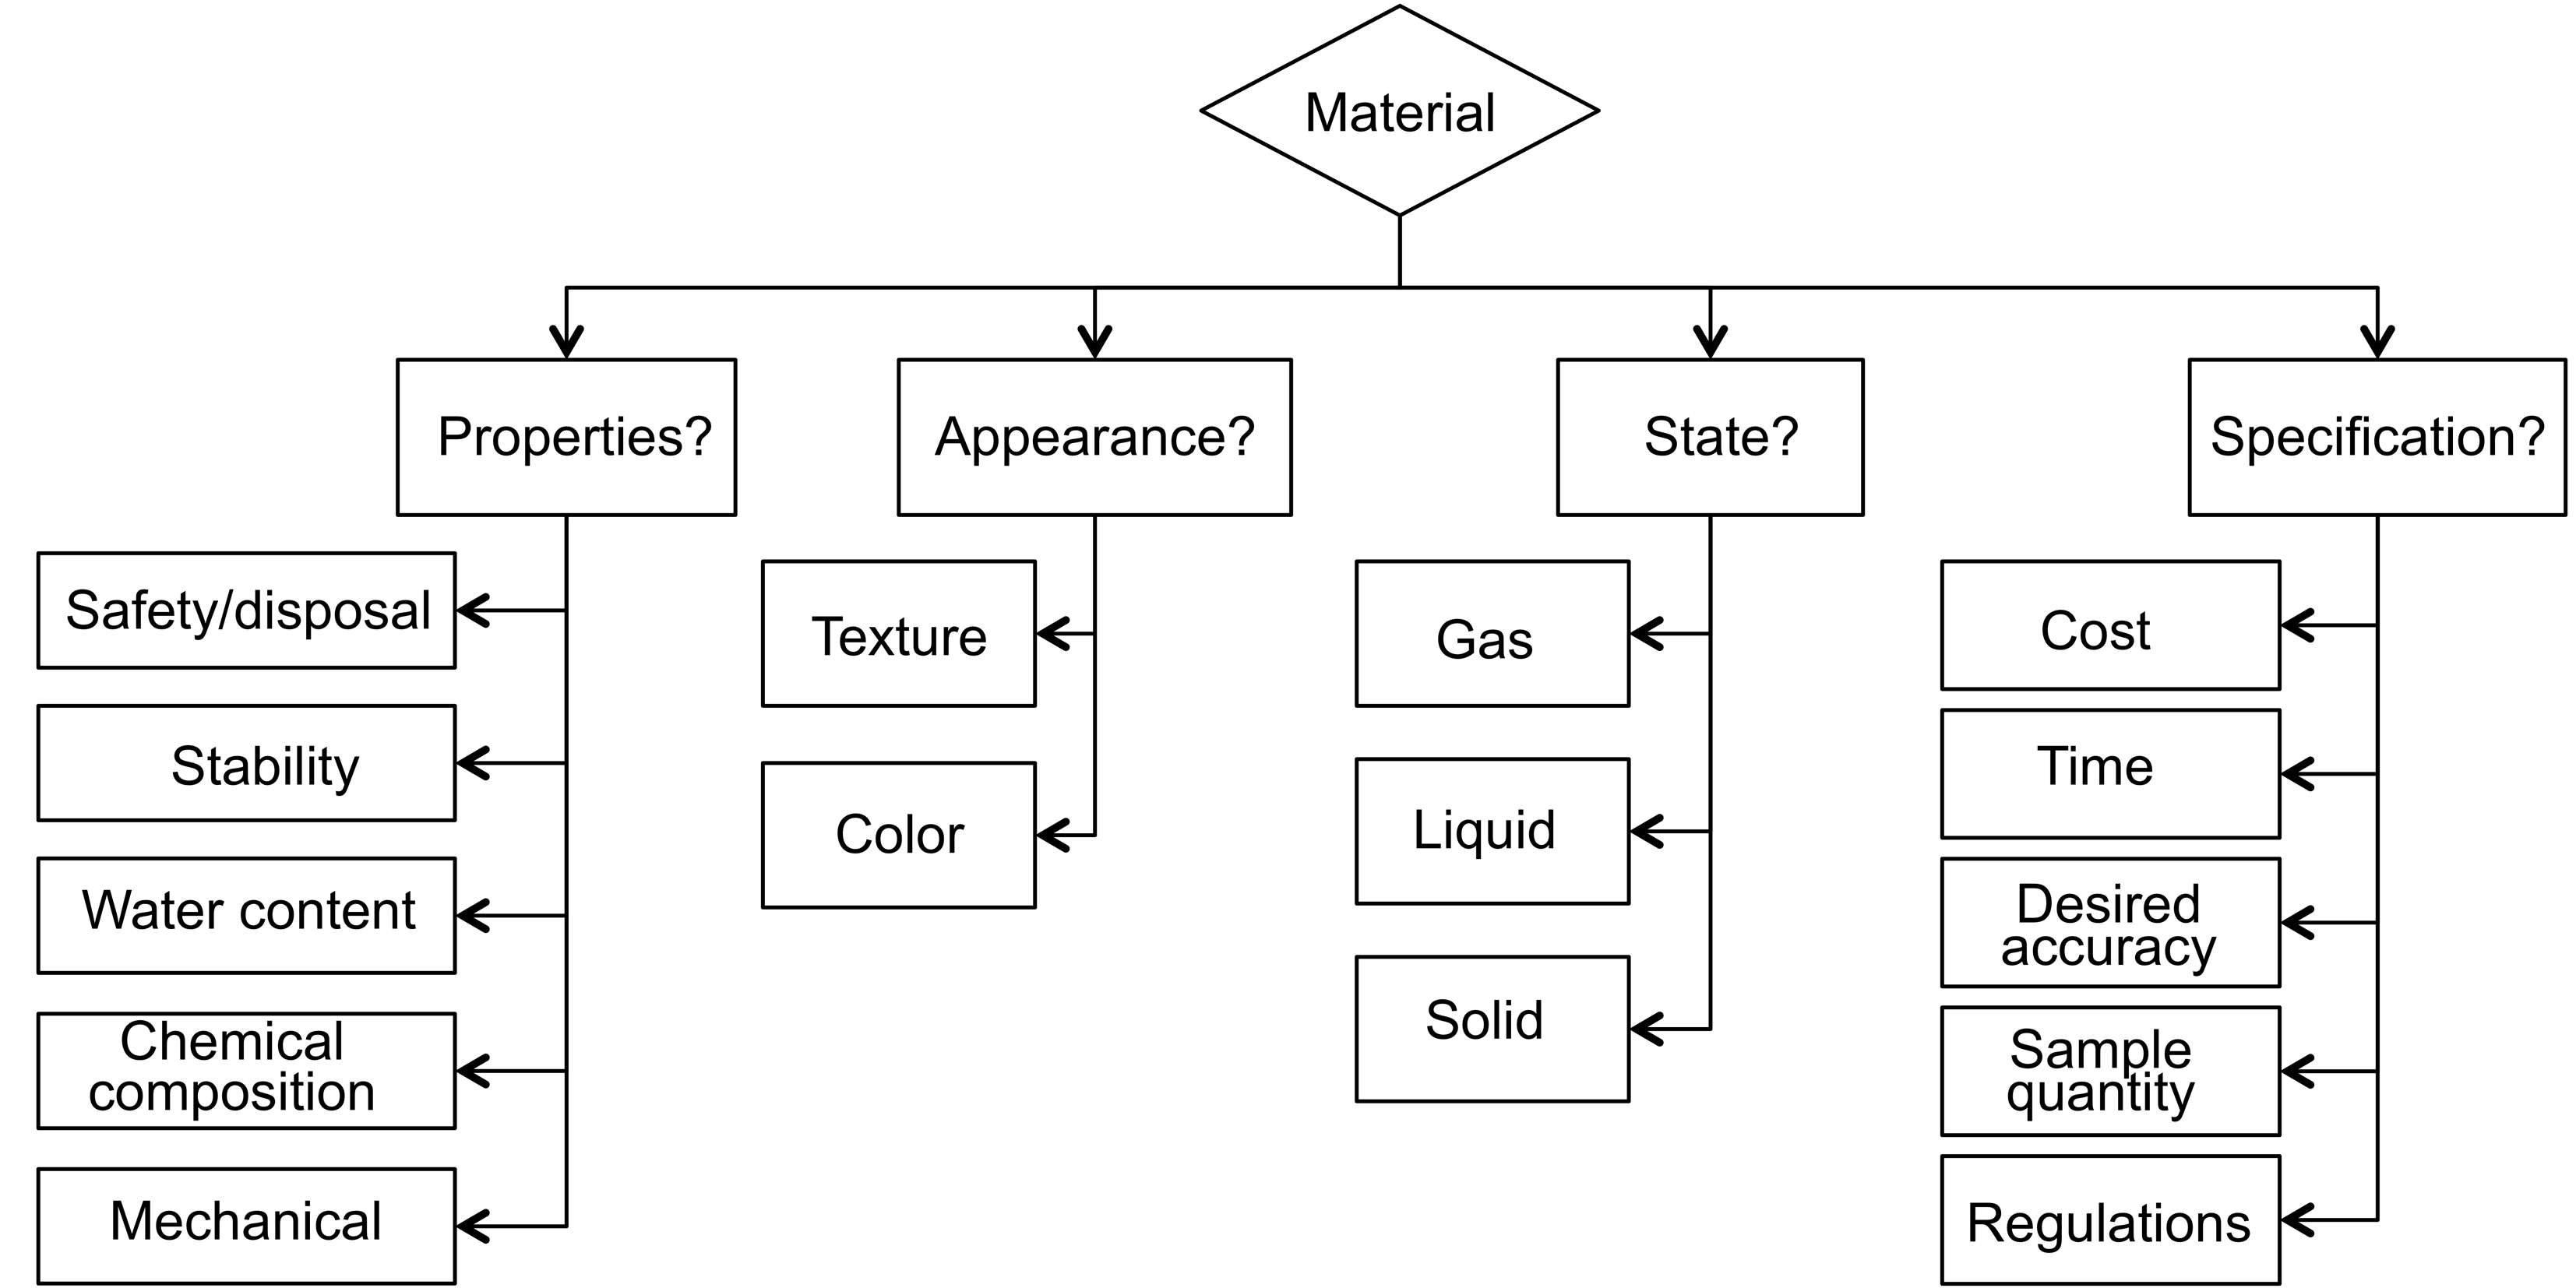 Material
Properties?
Appearance?
State?
Specification?
Safety/disposal
Stability
Water content
Chemical
composition
Mechanical
Texture
Color
Gas
Liquid
Solid
Cost
Time
Desired
accuracy
Sample
quantity
Regulations